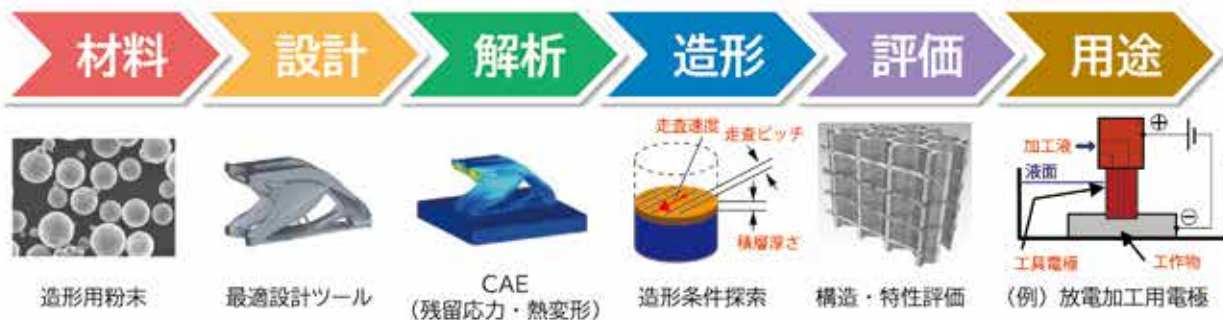 材料
設計
解析
造形
評価
用途
走査速度
走査ピッチ
積層厚さ
加工液
液面
工具電極
工作物
⊕
⊖
造形用粉末
最適設計ツール
CAE
(残留応力・熱変形)
造形条件探索
構造・特性評価
(例) 放電加工用電極